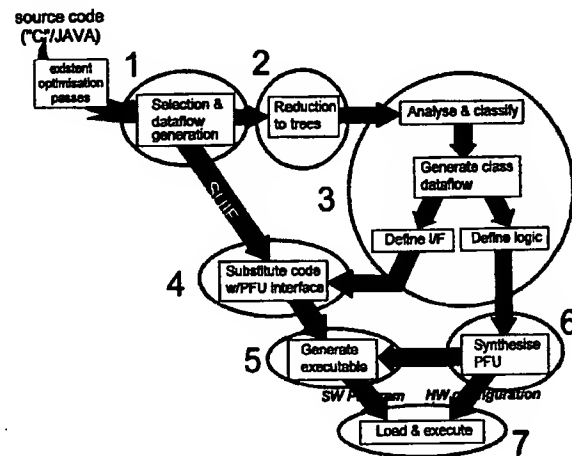 source code
("C"/JAVA)
existent
optimisation
passes
1
Selection &
dataflow
generation
2
Reduction
to trees
Analyse & classify
Generate class
dataflow
3
Define I/F
Define logic
SUIF
4
Substitute code
w/PFU interface
5
Generate
executable
6
Synthesise
PFU
SW
HW
Load & execute
7